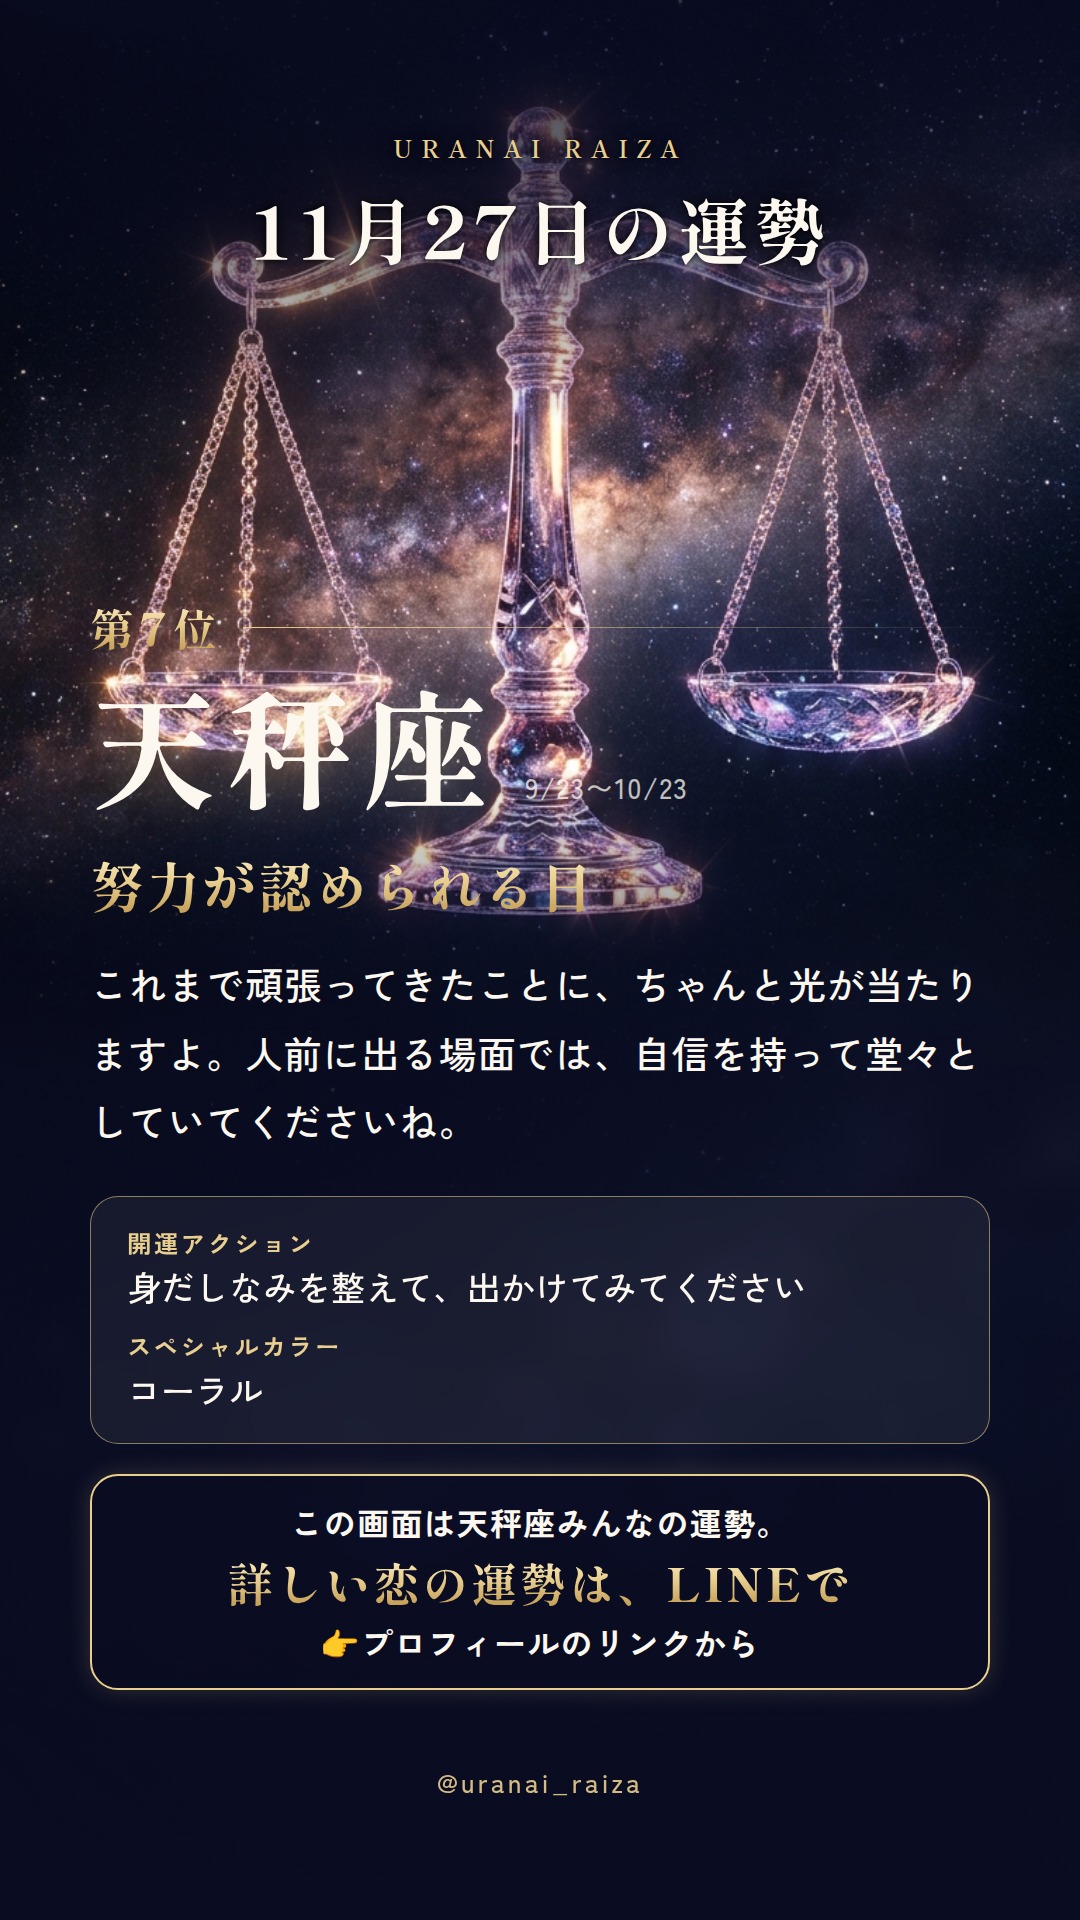 URANAI RAIZA
11月27日の運勢
第7位
天秤座 9/23〜10/23
努力が認められる日
これまで頑張ってきたことに、ちゃんと光が当たり
ますよ。人前に出る場面では、自信を持って堂々と
していてくださいね。
開運アクション
身だしなみを整えて、出かけてみてください
スペシャルカラー
コーラル
この画面は天秤座みんなの運勢。
詳しい恋の運勢は、LINEで
👉プロフィールのリンクから
@uranai_raiza